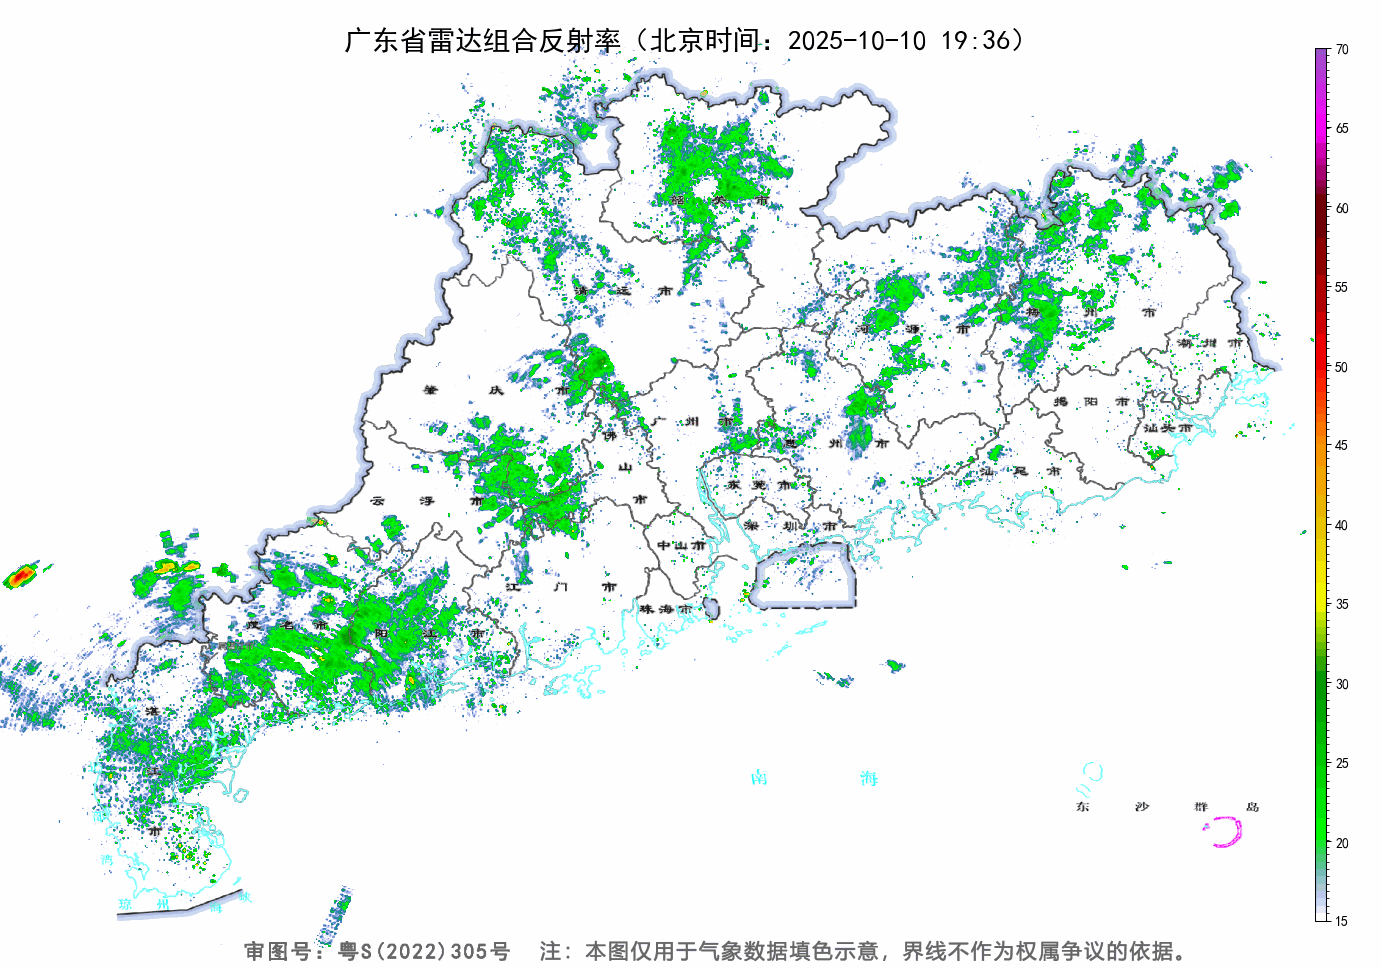 广东省雷达组合反射率（北京时间：2025-10-10 19:36）
70
65
60
55
50
45
40
35
30
25
20
15
韶关市
清远市
河源市
梅州市
潮州市
肇庆市
广州市
惠州市
揭阳市
汕头市
佛山市
云浮市
东莞市
汕尾市
深圳市
中山市
江门市
珠海市
茂名市
阳江市
湛江市
南海
东沙群岛
湾
琼州海峡
审图号：粤S(2022)305号 注：本图仅用于气象数据填色示意，界线不作为权属争议的依据。